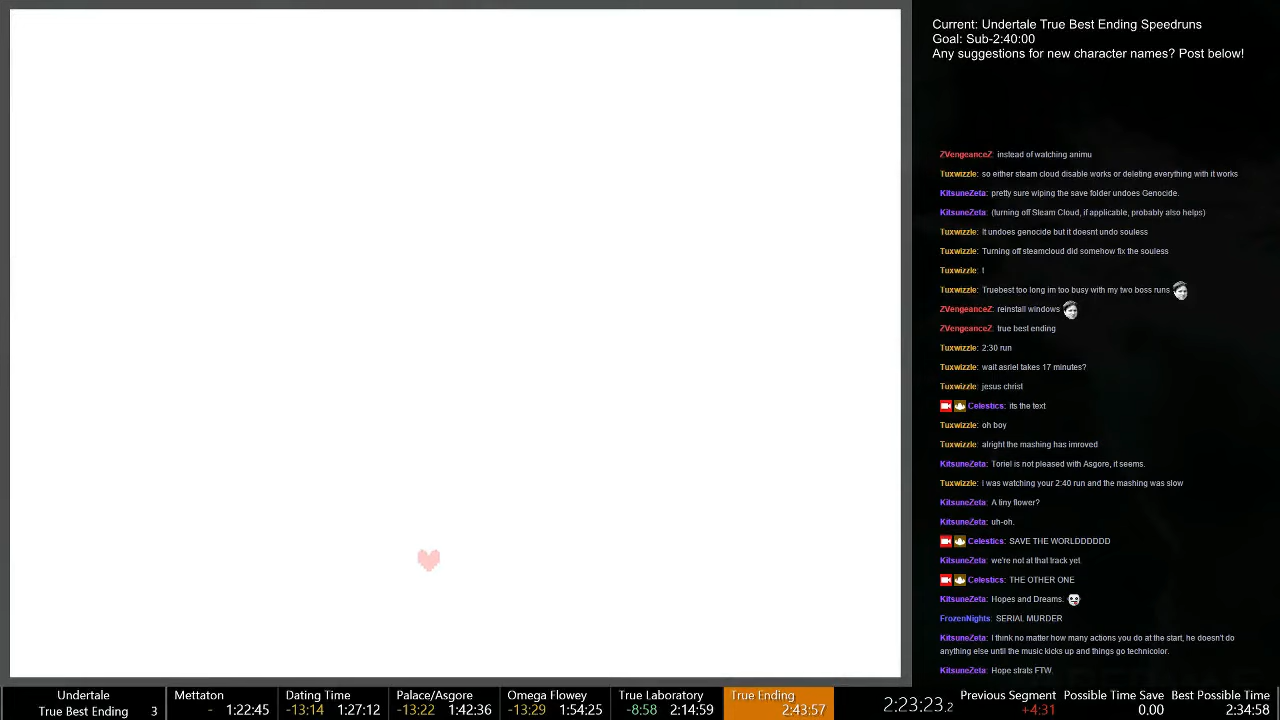 Current: Undertale True Best Ending Speedruns
Goal: Sub-2:40:00
Any suggestions for new character names? Post below!
ZVengeanceZ: instead of watching animu
Tuxwizzle: so either steam cloud disable works or deleting everything with it works
KitsuneZeta: pretty sure wiping the save folder undoes Genocide.
KitsuneZeta: (turning off Steam Cloud, if applicable, probably also helps)
Tuxwizzle: It undoes genocide but it doesnt undo souless
Tuxwizzle: Turning off steamcloud did somehow fix the souless
Tuxwizzle: t
Tuxwizzle: Truebest too long im too busy with my two boss runs
ZVengeanceZ: reinstall windows
ZVengeanceZ: true best ending
Tuxwizzle: 2:30 run
Tuxwizzle: wait asriel takes 17 minutes?
Tuxwizzle: jesus christ
Celestics: its the text
Tuxwizzle: oh boy
Tuxwizzle: alright the mashing has imroved
KitsuneZeta: Toriel is not pleased with Asgore, it seems.
Tuxwizzle: I was watching your 2:40 run and the mashing was slow
KitsuneZeta: A tiny flower?
KitsuneZeta: uh-oh.
Celestics: SAVE THE WORLDDDDDD
KitsuneZeta: we're not at that track yet.
Celestics: THE OTHER ONE
KitsuneZeta: Hopes and Dreams.
FrozenNights: SERIAL MURDER
KitsuneZeta: I think no matter how many actions you do at the start, he doesn't do
anything else until the music kicks up and things go technicolor.
KitsuneZeta: Hope strats FTW.
Undertale
True Best Ending 3
Mettaton
- 1:22:45
Dating Time
-13:14 1:27:12
Palace/Asgore
-13:22 1:42:36
Omega Flowey
-13:29 1:54:25
True Laboratory
-8:58 2:14:59
True Ending
2:43:57
2:23:23.2
Previous Segment
+4:31
Possible Time Save
0.00
Best Possible Time
2:34:58